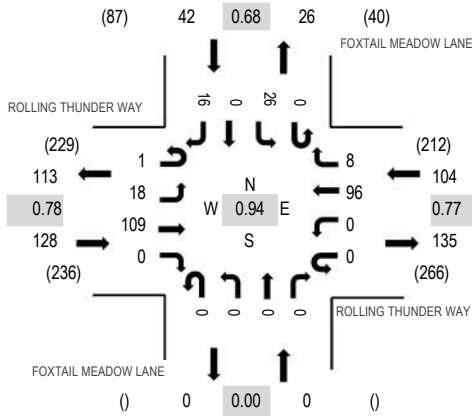 (87) 42 0.68 26 (40)
FOXTAIL MEADOW LANE
ROLLING THUNDER WAY
16 0 26 0
(229) (212)
1 8
113 104
18 N 96
0.78 W 0.94 E 0.77
109 S 0
128 135
0 0
(236) (266)
0 0 0 0
ROLLING THUNDER WAY
FOXTAIL MEADOW LANE
() 0 0.00 0 ()